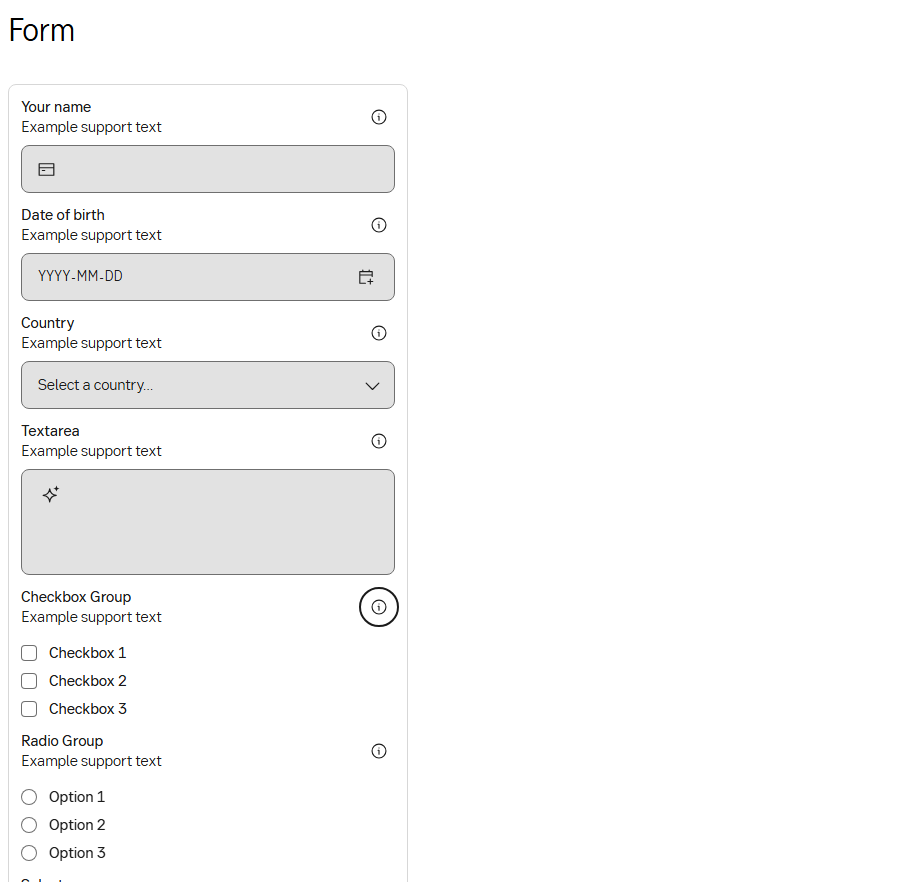 Form
Your name
Example support text
Date of birth
Example support text
YYYY-MM-DD
Country
Example support text
Select a country...
Textarea
Example support text
Checkbox Group
Example support text
Checkbox 1
Checkbox 2
Checkbox 3
Radio Group
Example support text
Option 1
Option 2
Option 3